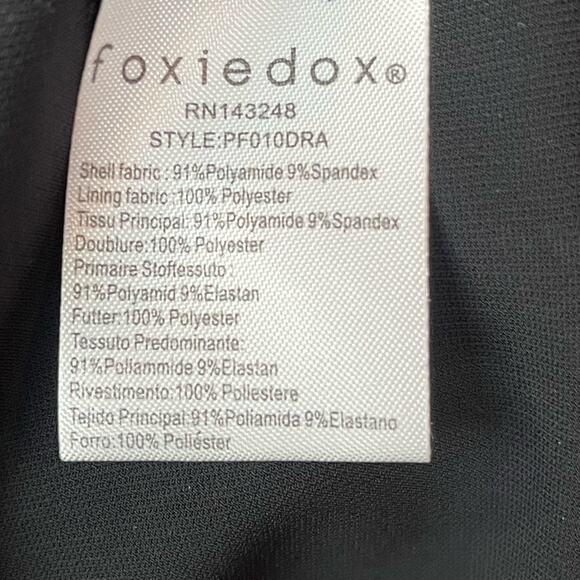 foxiedox®
RN143248
STYLE:PF010DRA
Shell fabric : 91%Polyamide 9%Spandex
Lining fabric :100% Polyester
Tissu Principal: 91%Polyamide 9%Spandex
Doublure:100% Polyester
Primaire Stoffessuto :
91%Polyamid 9%Elastan
Futter:100% Polyester
Tessuto Predominante:
91%Poliammide 9%Elastan
Rivestimento:100% Poliestere
Tejido Principal:91%Poliamida 9%Elastano
Forro:100% Poliéster